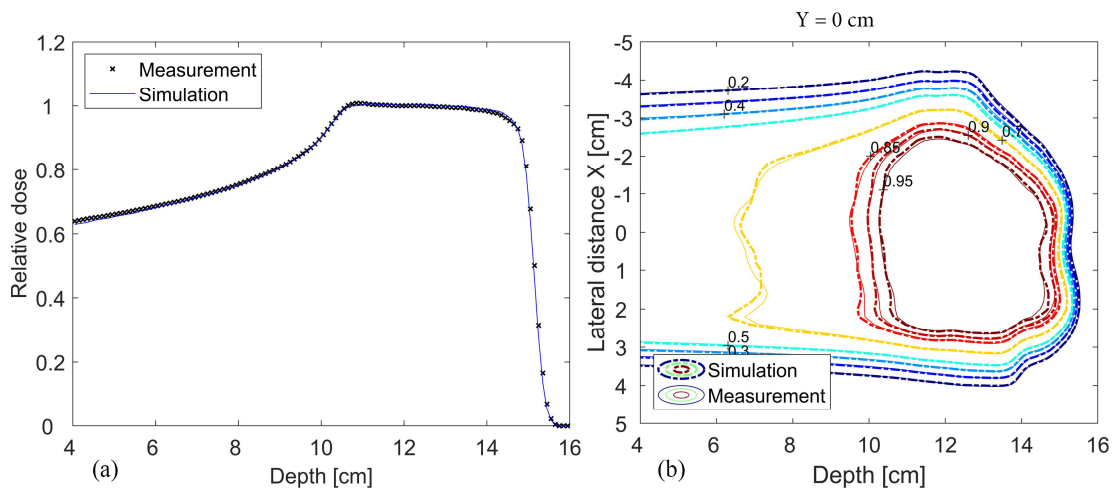 1.2
1
0.8
0.6
0.4
0.2
0
Relative dose
Measurement
Simulation
4 6 8 10 12 14 16
(a)
Depth [cm]
Y = 0 cm
-5
-4
-3
-2
-1
0
1
2
3
4
5
Lateral distance X [cm]
0.2
0.4
0.85
0.95
0.9
0.7
0.5
0.3
Simulation
Measurement
4 6 8 10 12 14 16
(b)
Depth [cm]